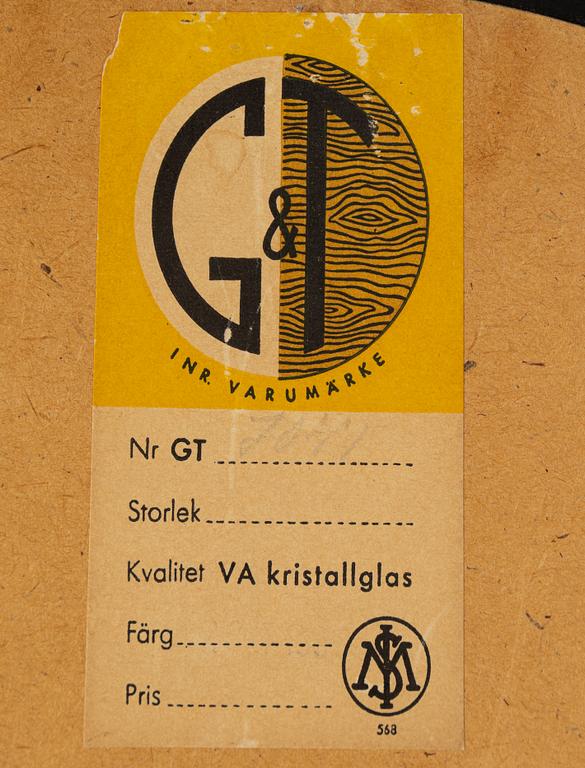 G&T
INR. VARUMÄRKE
Nr GT
Storlek
Kvalitet VA kristallglas
Färg
Pris
568